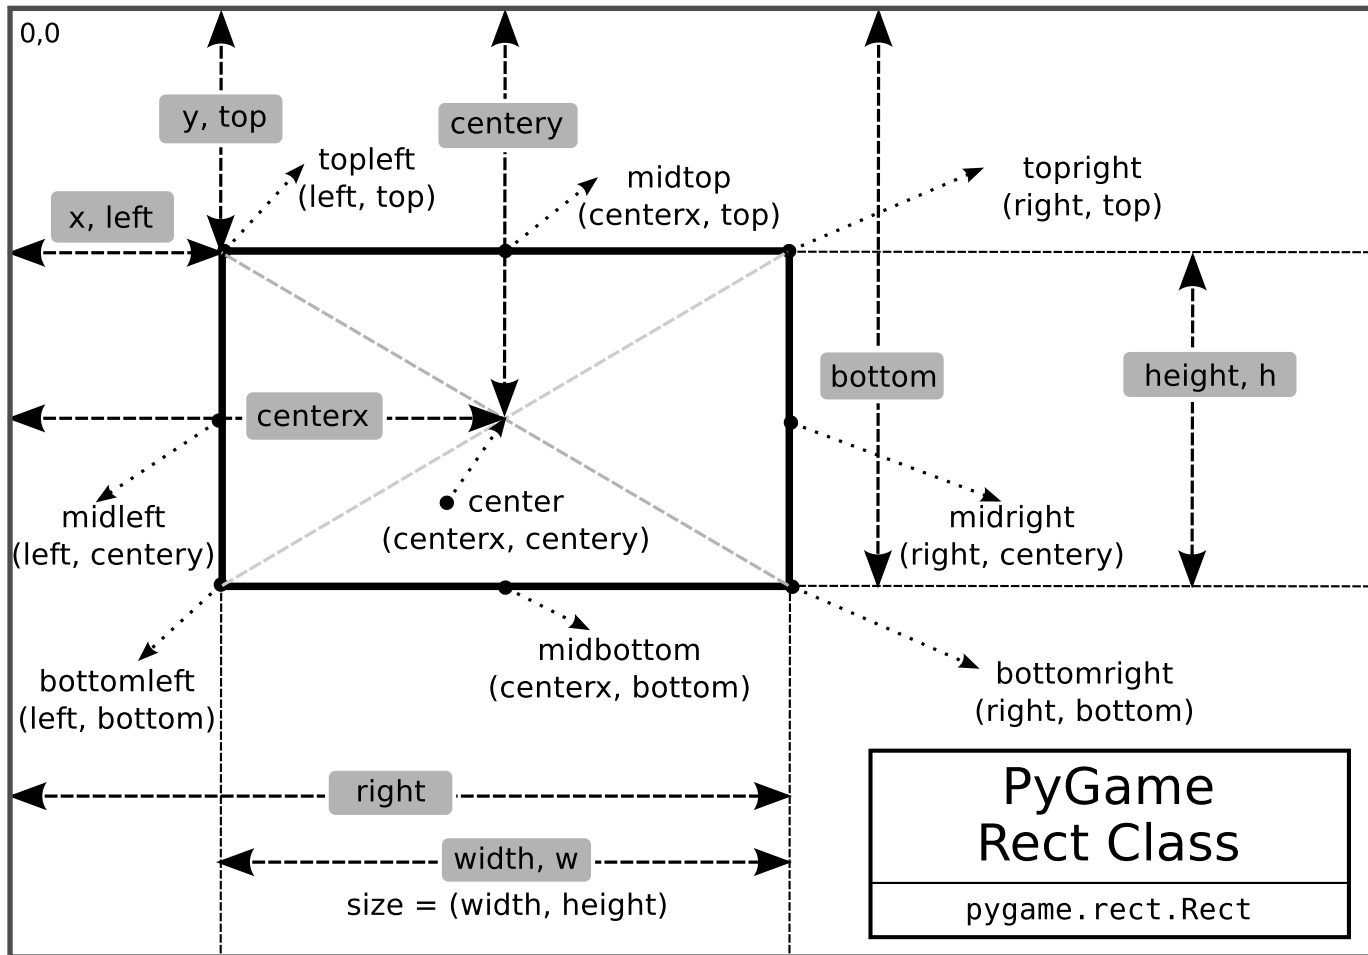 0,0
y, top
centery
topleft
(left, top)
midtop
(centerx, top)
topright
(right, top)
x, left
bottom
height, h
centerx
center
(centerx, centery)
midleft
(left, centery)
midright
(right, centery)
midbottom
(centerx, bottom)
bottomleft
(left, bottom)
bottomright
(right, bottom)
right
width, w
size = (width, height)
PyGame
Rect Class
pygame.rect.Rect